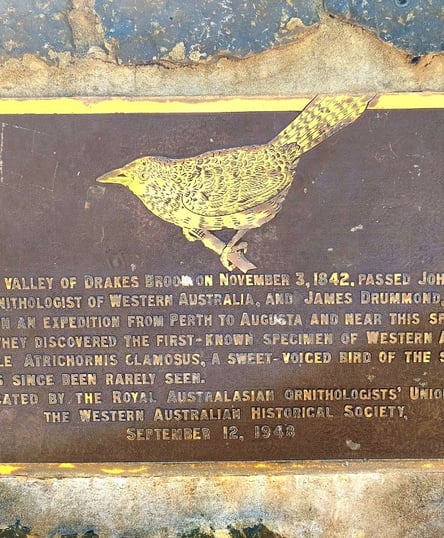 VALLEY OF DRAKES BROOK ON NOVEMBER 3, 1842, PASSED JOH
NITHOLOGIST OF WESTERN AUSTRALIA, AND JAMES DRUMMOND
N AN EXPEDITION FROM PERTH TO AUGUSTA AND NEAR THIS SP
THEY DISCOVERED THE FIRST-KNOWN SPECIMEN OF WESTERN A
LE ATRICHORNIS CLAMOSUS, A SWEET-VOICED BIRD OF THE S
S SINCE BEEN RARELY SEEN.
CATED BY THE ROYAL AUSTRALASIAN ORNITHOLOGISTS' UNIO
THE WESTERN AUSTRALIAN HISTORICAL SOCIETY,
SEPTEMBER 12, 1948